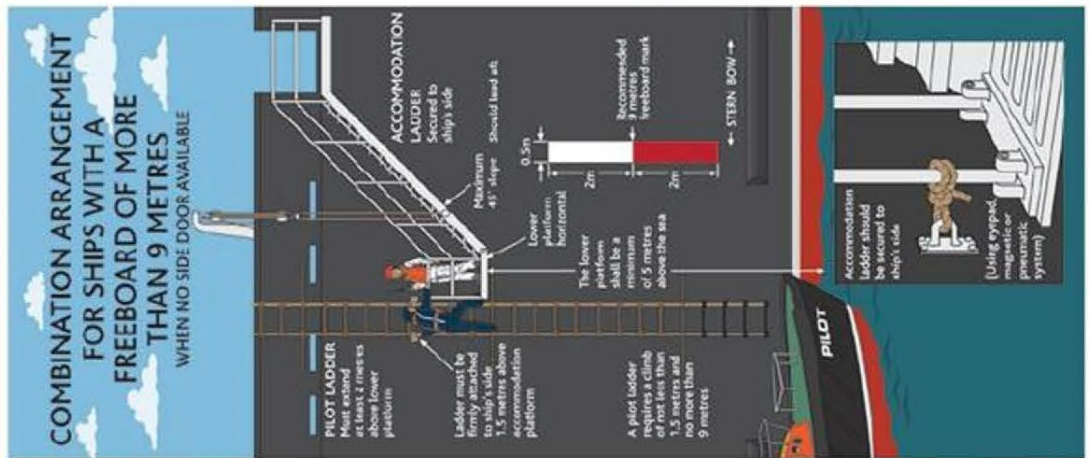 COMBINATION ARRANGEMENT
FOR SHIPS WITH A
FREEBOARD OF MORE
THAN 9 METRES
WHEN NO SIDE DOOR AVAILABLE
PILOT LADDER
Must extend
at least 2 metres
above lower
platform
Ladder must be
firmly attached
to ship's side
1.5 metres above
accommodation
platform
A pilot ladder
requires a climb
of not less than
1.5 metres and
no more than
9 metres
ACCOMMODATION
LADDER
Secured to
ship's side
Should lead aft
Maximum
45° slope
Lower
platform
horizontal
The lower
platform
shall be a
minimum
of 5 metres
above the sea
0.5m
2m
2m
Recommended
9 metres
freeboard mark
← STERN BOW →
PILOT
Accommodation
ladder should
be secured to
ship's side
(Using eyepad,
magnetic or
pneumatic
system)